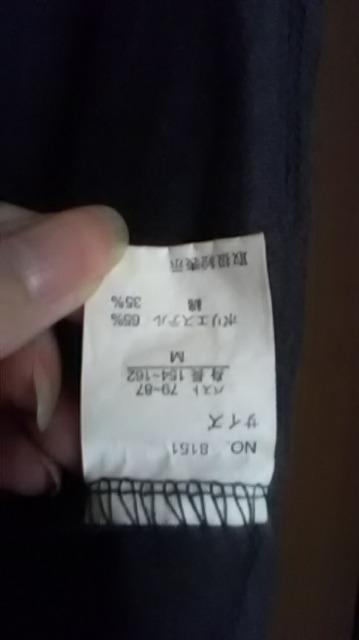 NO. 8151
サイズ
バスト 79~87
身長 154~162
M
ポリエステル 65%
綿 35%
取扱絵表示